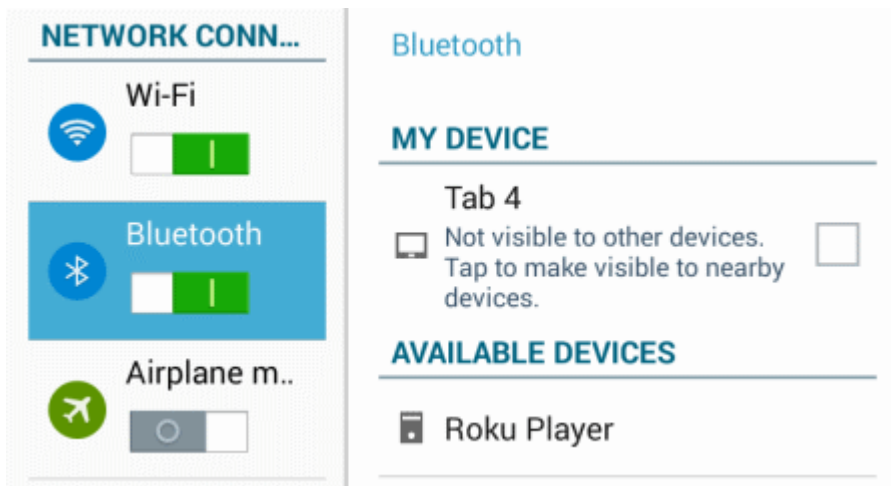 NETWORK CONN...
Wi-Fi
Bluetooth
Airplane m..
Bluetooth
MY DEVICE
Tab 4
Not visible to other devices.
Tap to make visible to nearby
devices.
AVAILABLE DEVICES
Roku Player